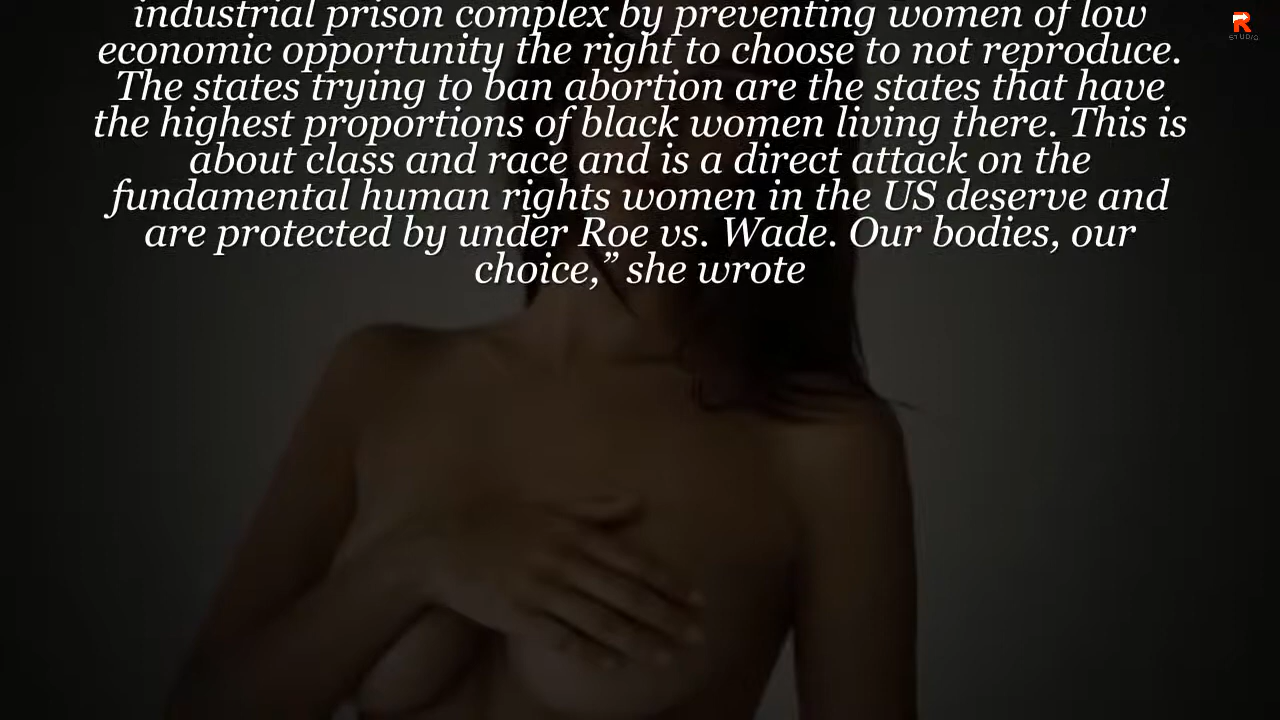 industrial prison complex by preventing women of low
economic opportunity the right to choose to not reproduce.
The states trying to ban abortion are the states that have
the highest proportions of black women living there. This is
about class and race and is a direct attack on the
fundamental human rights women in the US deserve and
are protected by under Roe vs. Wade. Our bodies, our
choice,” she wrote
R
STUDIO